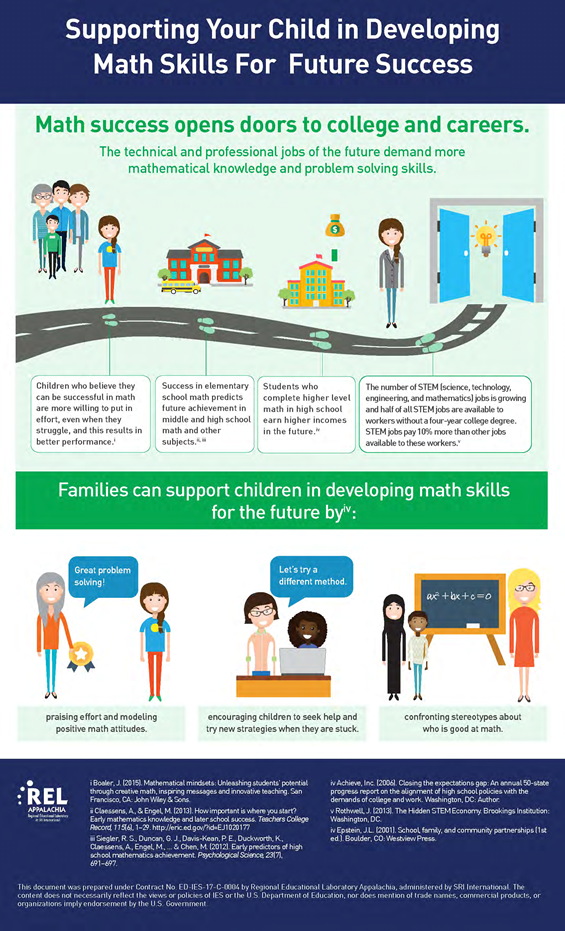 Supporting Your Child in Developing
Math Skills For Future Success
Math success opens doors to college and careers.
The technical and professional jobs of the future demand more
mathematical knowledge and problem solving skills.
$
Children who believe they
can be successful in math
are more willing to put in
effort, even when they
struggle, and this results in
better performance.i
Success in elementary
school math predicts
future achievement in
middle and high school
math and other
subjects.ii, iii
Students who
complete higher level
math in high school
earn higher incomes
in the future.iv
The number of STEM (science, technology,
engineering, and mathematics) jobs is growing
and half of all STEM jobs are available to
workers without a four-year college degree.
STEM jobs pay 10% more than other jobs
available to these workers.v
Families can support children in developing math skills
for the future byiv:
Great problem
solving!
Let's try a
different method.
ax² + bx + c = 0
praising effort and modeling
positive math attitudes.
encouraging children to seek help and
try new strategies when they are stuck.
confronting stereotypes about
who is good at math.
REL
APPALACHIA
Regional Educational Laboratory
At SRI International
i Boaler, J. (2015). Mathematical mindsets: Unleashing students' potential
through creative math, inspiring messages and innovative teaching. San
Francisco, CA: John Wiley & Sons.
ii Claessens, A., & Engel, M. (2013). How important is where you start?
Early mathematics knowledge and later school success. Teachers College
Record, 115(6), 1–29. http://eric.ed.gov/?id=EJ1020177
iii Siegler, R. S., Duncan, G. J., Davis-Kean, P. E., Duckworth, K.,
Claessens, A., Engel, M., ... & Chen, M. (2012). Early predictors of high
school mathematics achievement. Psychological Science, 23(7),
691–697.
iv Achieve, Inc. (2006). Closing the expectations gap: An annual 50-state
progress report on the alignment of high school policies with the
demands of college and work. Washington, DC: Author.
v Rothwell, J. (2013). The Hidden STEM Economy. Brookings Institution:
Washington, DC.
iv Epstein, J.L. (2001). School, family, and community partnerships (1st
ed.). Boulder, CO: Westview Press.
This document was prepared under Contract No. ED-IES-17-C-0004 by Regional Educational Laboratory Appalachia, administered by SRI International. The
content does not necessarily reflect the views or policies of IES or the U.S. Department of Education, nor does mention of trade names, commercial products, or
organizations imply endorsement by the U.S. Government.